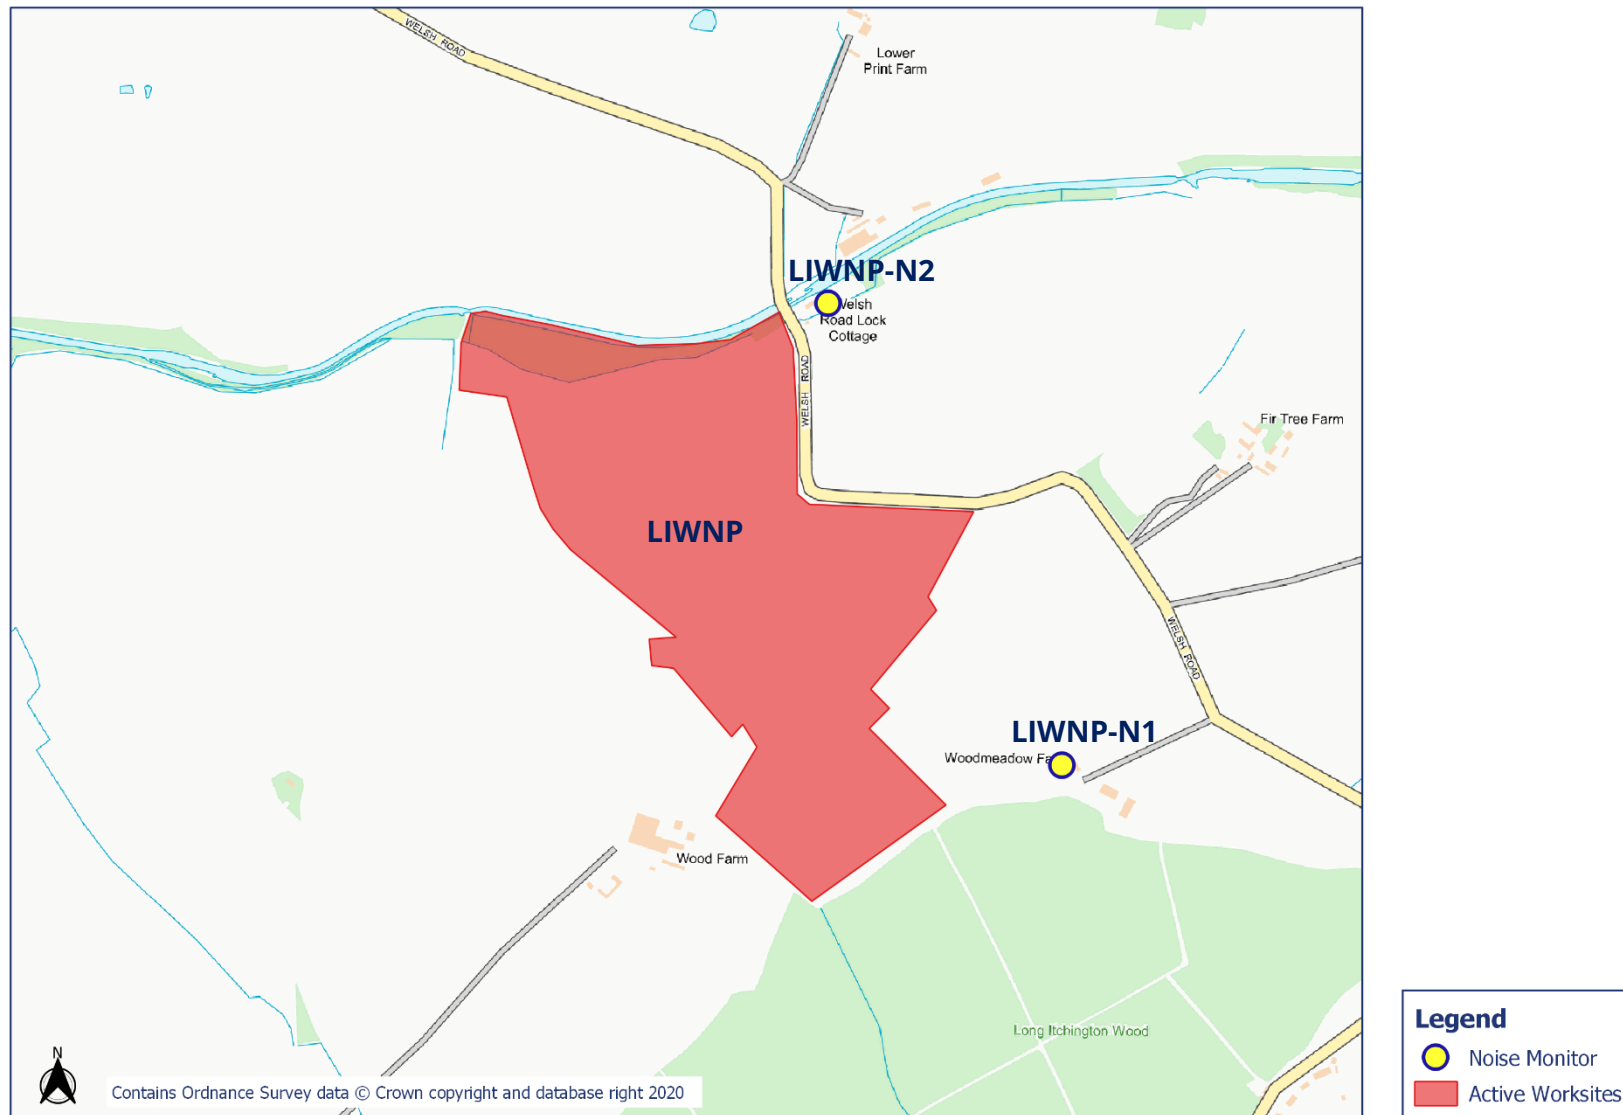 WELSH ROAD
Lower
Print Farm
LIWNP-N2
Welsh
Road Lock
Cottage
WELSH ROAD
Fir Tree Farm
LIWNP
WELSH ROAD
LIWNP-N1
Woodmeadow Fa
Wood Farm
Long Itchington Wood
N
Contains Ordnance Survey data © Crown copyright and database right 2020
Legend
Noise Monitor
Active Worksites